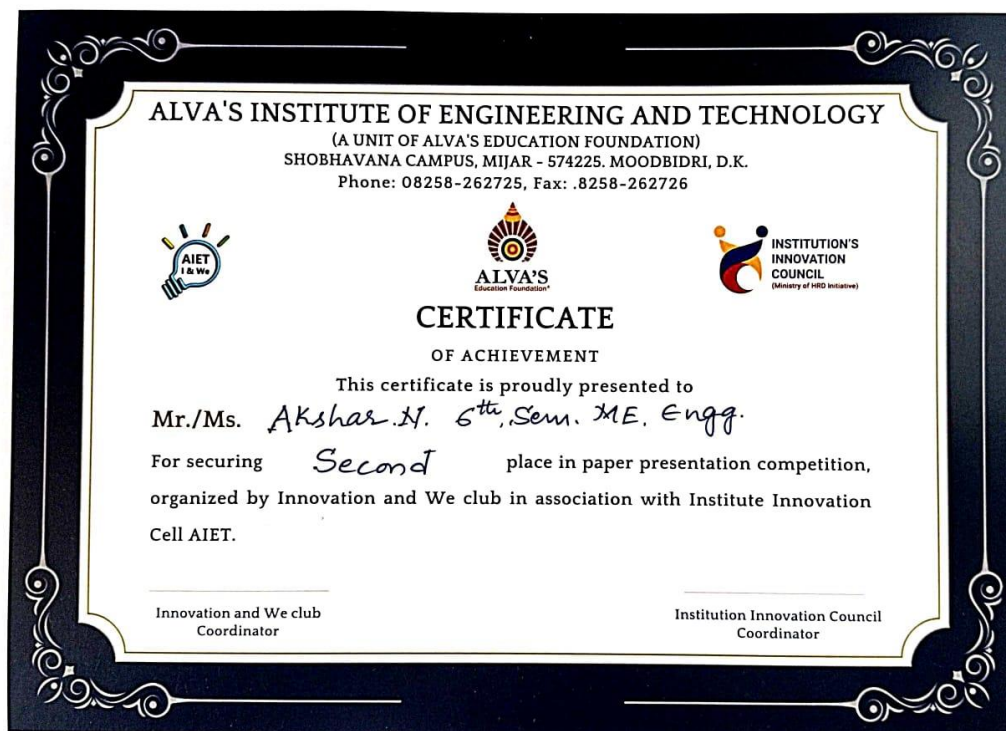 ALVA'S INSTITUTE OF ENGINEERING AND TECHNOLOGY
(A UNIT OF ALVA'S EDUCATION FOUNDATION)
SHOBHAVANA CAMPUS, MIJAR - 574225. MOODBIDRI, D.K.
Phone: 08258-262725, Fax: .8258-262726
AIET
I & We
ALVA'S
Education Foundation®
INSTITUTION'S
INNOVATION
COUNCIL
(Ministry of HRD Initiative)
CERTIFICATE
OF ACHIEVEMENT
This certificate is proudly presented to
Mr./Ms. Akshar.N. 6th, Sem. ME. Engg.
For securing Second place in paper presentation competition,
organized by Innovation and We club in association with Institute Innovation
Cell AIET.
Innovation and We club
Coordinator
Institution Innovation Council
Coordinator